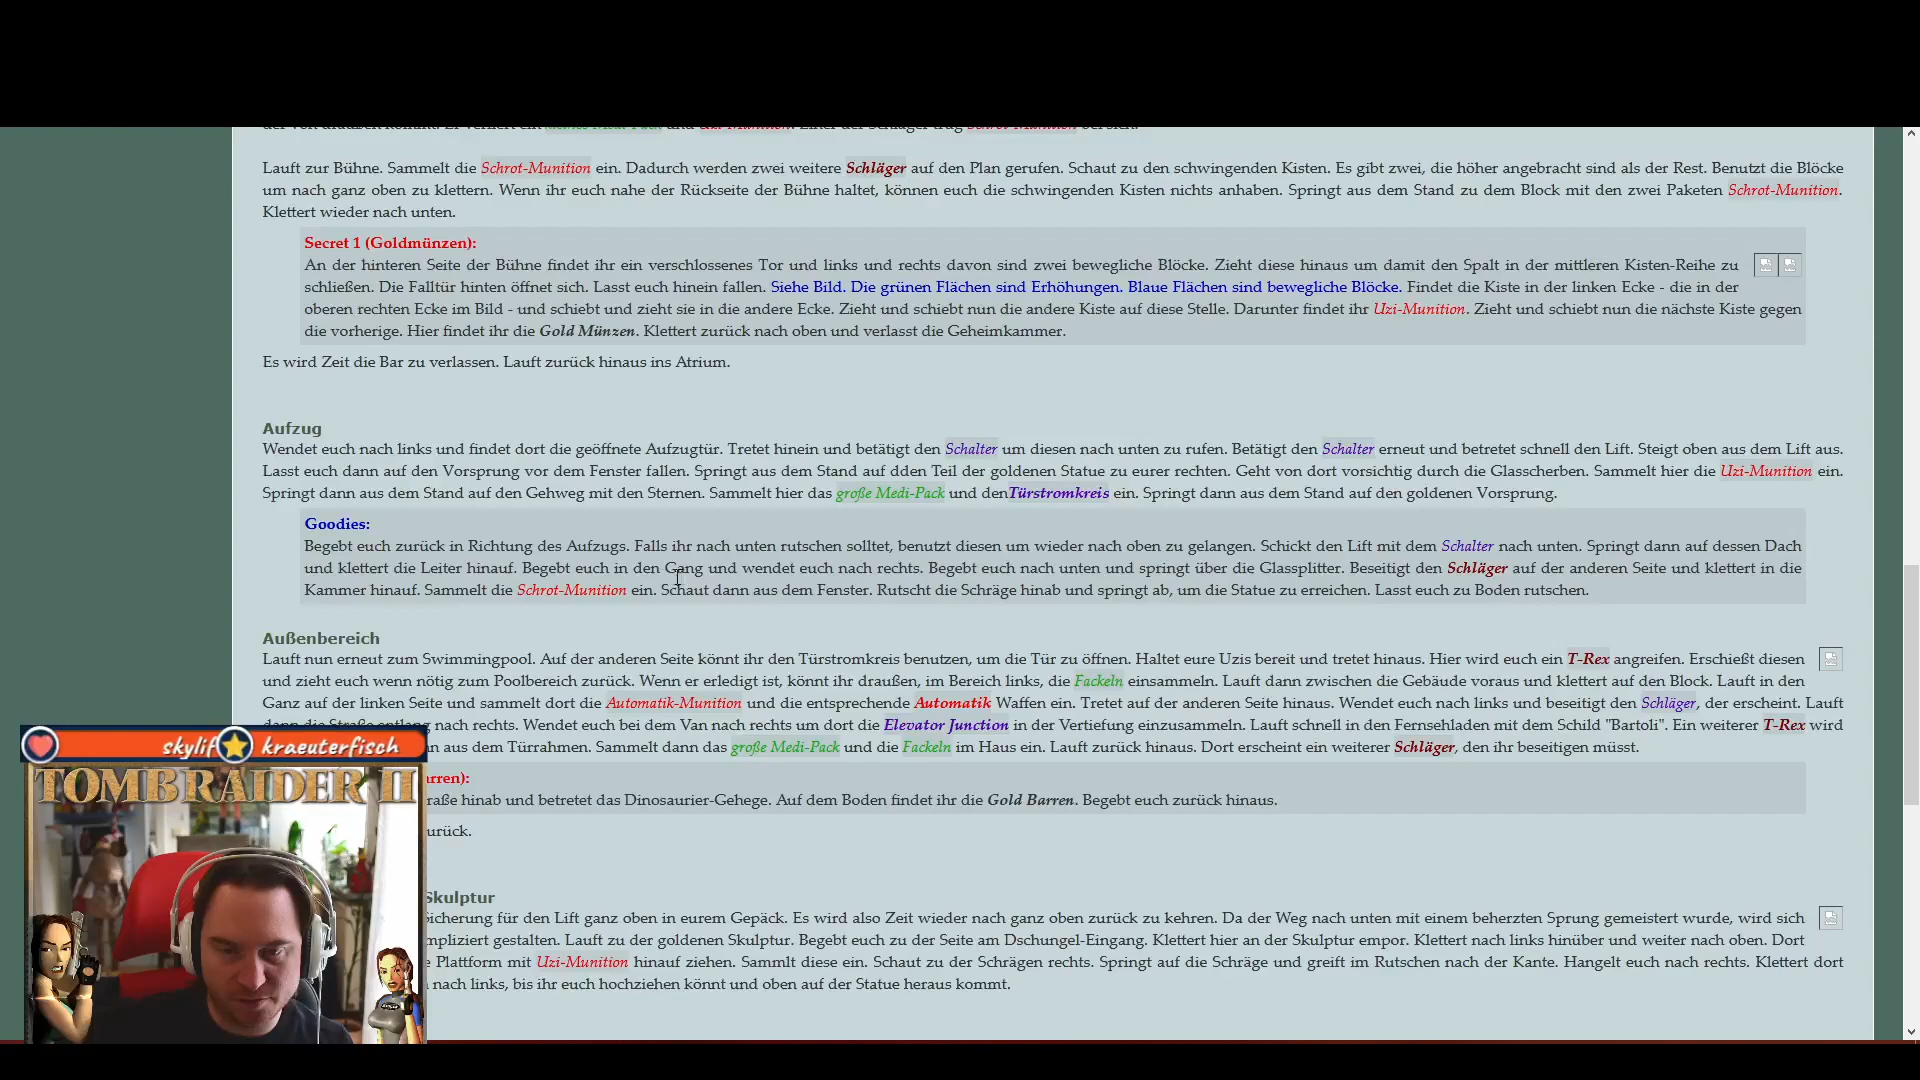 der von draußen kommt. Er verliert ein kleines Medi-Pack und Uzi-Munition. Einer der Schläger trug Schrot-Munition bei sich.
Lauft zur Bühne. Sammelt die Schrot-Munition ein. Dadurch werden zwei weitere Schläger auf den Plan gerufen. Schaut zu den schwingenden Kisten. Es gibt zwei, die höher angebracht sind als der Rest. Benutzt die Blöcke
um nach ganz oben zu klettern. Wenn ihr euch nahe der Rückseite der Bühne haltet, können euch die schwingenden Kisten nichts anhaben. Springt aus dem Stand zu dem Block mit den zwei Paketen Schrot-Munition.
Klettert wieder nach unten.
Secret 1 (Goldmünzen):
An der hinteren Seite der Bühne findet ihr ein verschlossenes Tor und links und rechts davon sind zwei bewegliche Blöcke. Zieht diese hinaus um damit den Spalt in der mittleren Kisten-Reihe zu
schließen. Die Falltür hinten öffnet sich. Lasst euch hinein fallen. Siehe Bild. Die grünen Flächen sind Erhöhungen. Blaue Flächen sind bewegliche Blöcke. Findet die Kiste in der linken Ecke - die in der
oberen rechten Ecke im Bild - und schiebt und zieht sie in die andere Ecke. Zieht und schiebt nun die andere Kiste auf diese Stelle. Darunter findet ihr Uzi-Munition. Zieht und schiebt nun die nächste Kiste gegen
die vorherige. Hier findet ihr die Gold Münzen. Klettert zurück nach oben und verlasst die Geheimkammer.
Es wird Zeit die Bar zu verlassen. Lauft zurück hinaus ins Atrium.
Aufzug
Wendet euch nach links und findet dort die geöffnete Aufzugtür. Tretet hinein und betätigt den Schalter um diesen nach unten zu rufen. Betätigt den Schalter erneut und betretet schnell den Lift. Steigt oben aus dem Lift aus.
Lasst euch dann auf den Vorsprung vor dem Fenster fallen. Springt aus dem Stand auf dden Teil der goldenen Statue zu eurer rechten. Geht von dort vorsichtig durch die Glasscherben. Sammelt hier die Uzi-Munition ein.
Springt dann aus dem Stand auf den Gehweg mit den Sternen. Sammelt hier das große Medi-Pack und denTürstromkreis ein. Springt dann aus dem Stand auf den goldenen Vorsprung.
Goodies:
Begebt euch zurück in Richtung des Aufzugs. Falls ihr nach unten rutschen solltet, benutzt diesen um wieder nach oben zu gelangen. Schickt den Lift mit dem Schalter nach unten. Springt dann auf dessen Dach
und klettert die Leiter hinauf. Begebt euch in den Gang und wendet euch nach rechts. Begebt euch nach unten und springt über die Glassplitter. Beseitigt den Schläger auf der anderen Seite und klettert in die
Kammer hinauf. Sammelt die Schrot-Munition ein. Schaut dann aus dem Fenster. Rutscht die Schräge hinab und springt ab, um die Statue zu erreichen. Lasst euch zu Boden rutschen.
Außenbereich
Lauft nun erneut zum Swimmingpool. Auf der anderen Seite könnt ihr den Türstromkreis benutzen, um die Tür zu öffnen. Haltet eure Uzis bereit und tretet hinaus. Hier wird euch ein T-Rex angreifen. Erschießt diesen
und zieht euch wenn nötig zum Poolbereich zurück. Wenn er erledigt ist, könnt ihr draußen, im Bereich links, die Fackeln einsammeln. Lauft dann zwischen die Gebäude voraus und klettert auf den Block. Lauft in den
Ganz auf der linken Seite und sammelt dort die Automatik-Munition und die entsprechende Automatik Waffen ein. Tretet auf der anderen Seite hinaus. Wendet euch nach links und beseitigt den Schläger, der erscheint. Lauft
dann die Straße entlang nach rechts. Wendet euch bei dem Van nach rechts um dort die Elevator Junction in der Vertiefung einzusammeln. Lauft schnell in den Fernsehladen mit dem Schild "Bartoli". Ein weiterer T-Rex wird
n aus dem Türrahmen. Sammelt dann das große Medi-Pack und die Fackeln im Haus ein. Lauft zurück hinaus. Dort erscheint ein weiterer Schläger, den ihr beseitigen müsst.
arren):
raße hinab und betretet das Dinosaurier-Gehege. Auf dem Boden findet ihr die Gold Barren. Begebt euch zurück hinaus.
urück.
Skulptur
icherung für den Lift ganz oben in eurem Gepäck. Es wird also Zeit wieder nach ganz oben zurück zu kehren. Da der Weg nach unten mit einem beherzten Sprung gemeistert wurde, wird sich
mpliziert gestalten. Lauft zu der goldenen Skulptur. Begebt euch zu der Seite am Dschungel-Eingang. Klettert hier an der Skulptur empor. Klettert nach links hinüber und weiter nach oben. Dort
e Plattform mit Uzi-Munition hinauf ziehen. Sammlt diese ein. Schaut zu der Schrägen rechts. Springt auf die Schräge und greift im Rutschen nach der Kante. Hangelt euch nach rechts. Klettert dort
nach links, bis ihr euch hochziehen könnt und oben auf der Statue heraus kommt.
skylif kraeuterfisch
TOMB RAIDER II